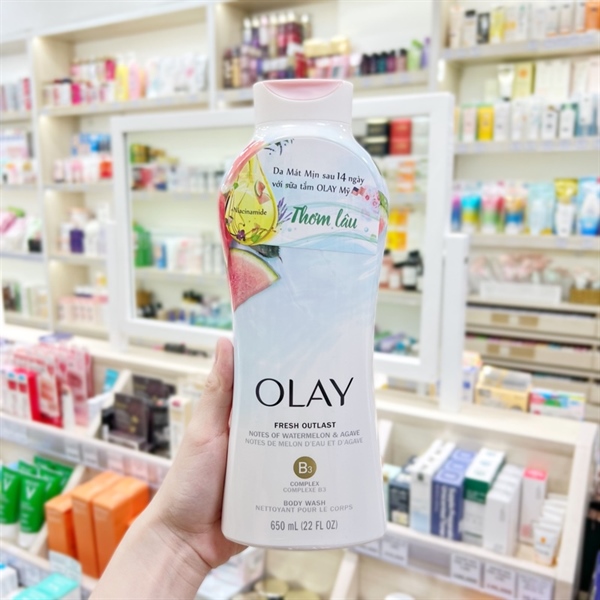 Da Mát Mịn sau 14 ngày
với sữa tắm OLAY Mỹ
Niacinamide
Thơm lâu
OLAY
FRESH OUTLAST
NOTES OF WATERMELON & AGAVE
NOTES DE MELON D'EAU ET D'AGAVE
B3
COMPLEX
COMPLEXE B3
BODY WASH
NETTOYANT POUR LE CORPS
650 mL (22 FL OZ)